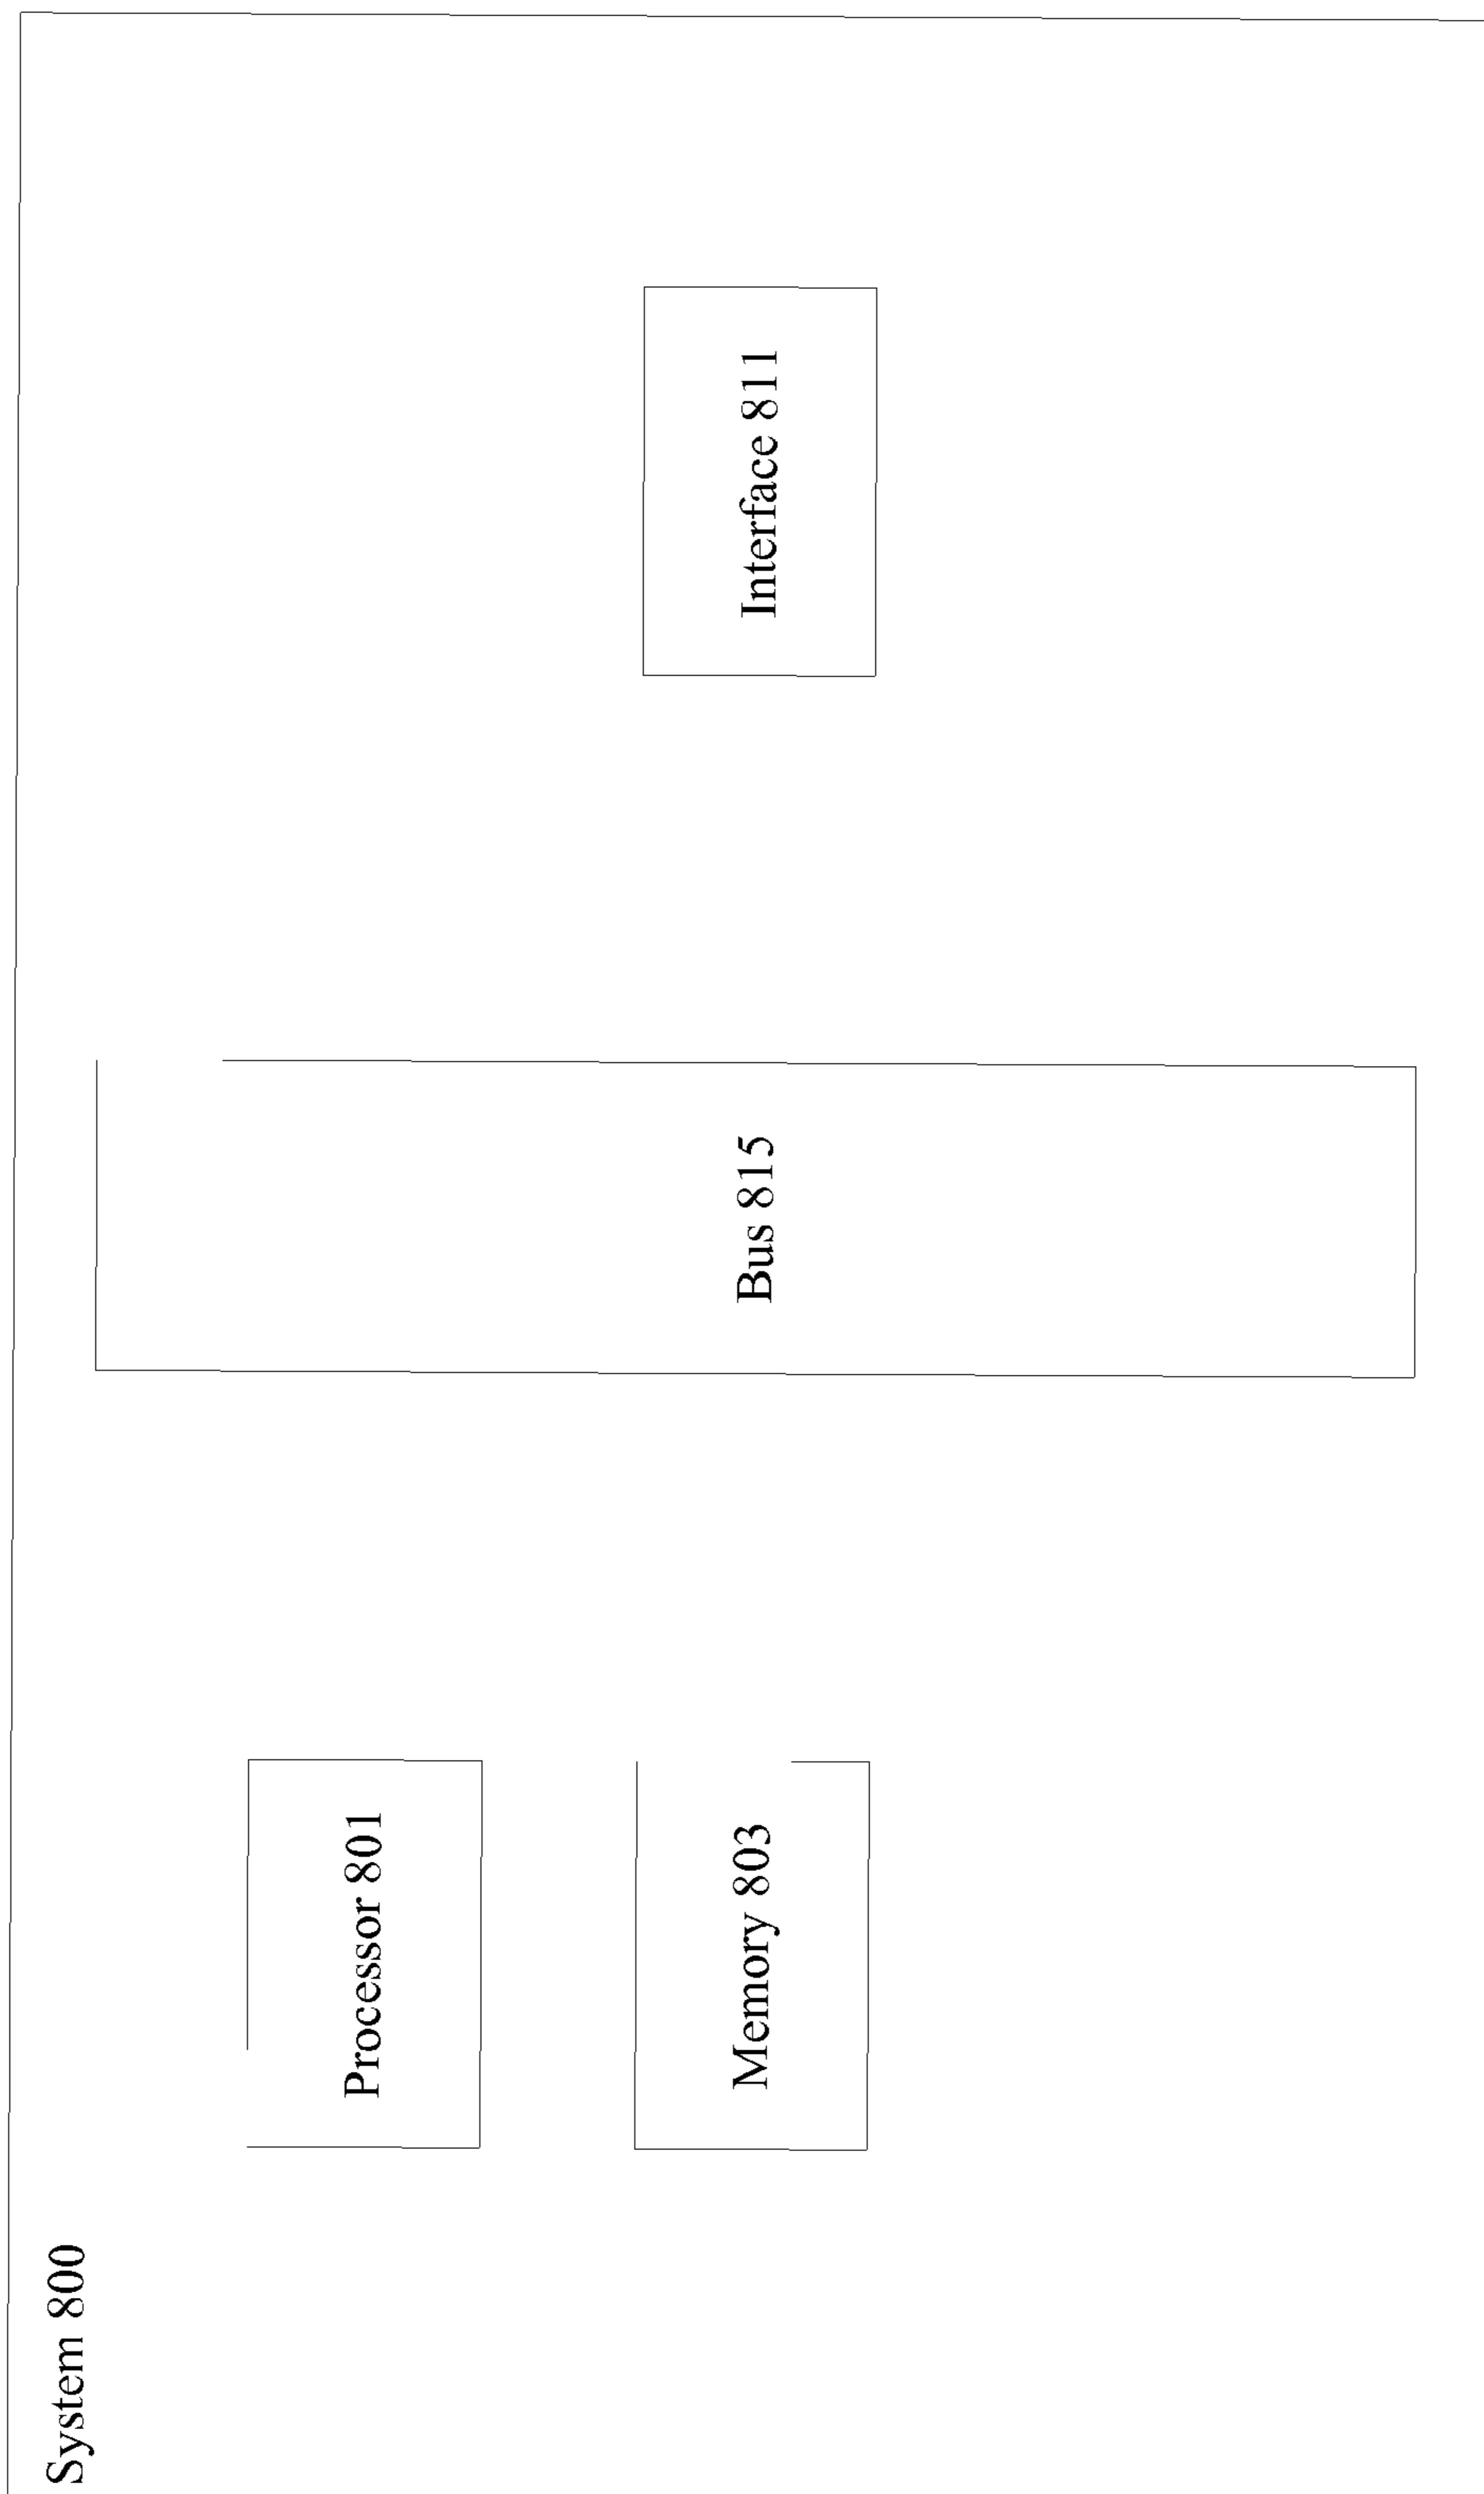 System 800
Processor 801
Memory 803
Bus 815
Interface 811